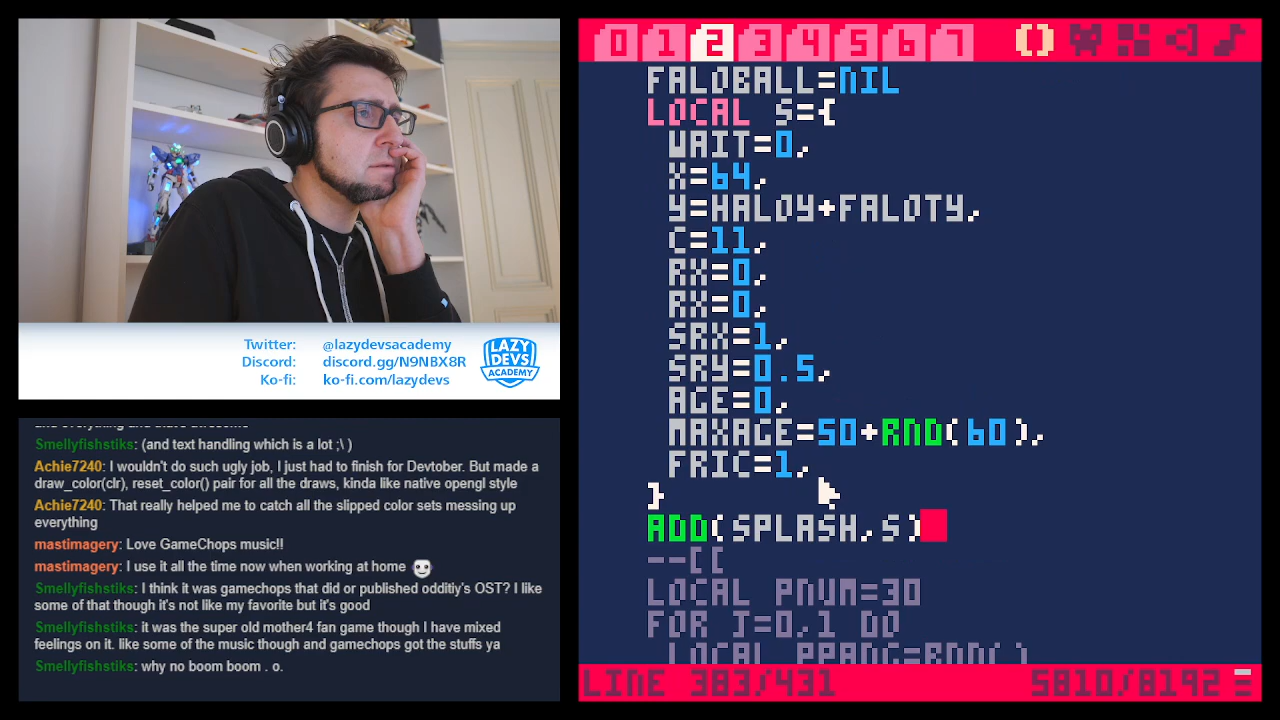 Twitter: @lazydevsacademy
Discord: discord.gg/N9NBX8R
Ko-fi: ko-fi.com/lazydevs
LAZY
DEVS
ACADEMY
Smellyfishstiks: (and text handling which is a lot ;\ )
Achie7240: I wouldn't do such ugly job, I just had to finish for Devtober. But made a
draw_color(clr), reset_color() pair for all the draws, kinda like native opengl style
Achie7240: That really helped me to catch all the slipped color sets messing up
everything
mastimagery: Love GameChops music!!
mastimagery: I use it all the time now when working at home
Smellyfishstiks: I think it was gamechops that did or published odditiy's OST? I like
some of that though it's not like my favorite but it's good
Smellyfishstiks: it was the super old mother4 fan game though I have mixed
feelings on it. like some of the music though and gamechops got the stuffs ya
Smellyfishstiks: why no boom boom . o.
0 1 2 3 4 5 6 7 ()
FALOBALL=NIL
LOCAL S={
WAIT=0,
X=64,
Y=HALOY+FALOTY,
C=11,
RX=0,
RX=0,
SRX=1,
SRY=0.5,
AGE=0,
MAXAGE=50+RND(60),
FRIC=1,
}
ADD(SPLASH,S)
--[[
LOCAL PNUM=30
FOR J=0,1 DO
LOCAL PPANG=RND()
LINE 383/431 5810/8192